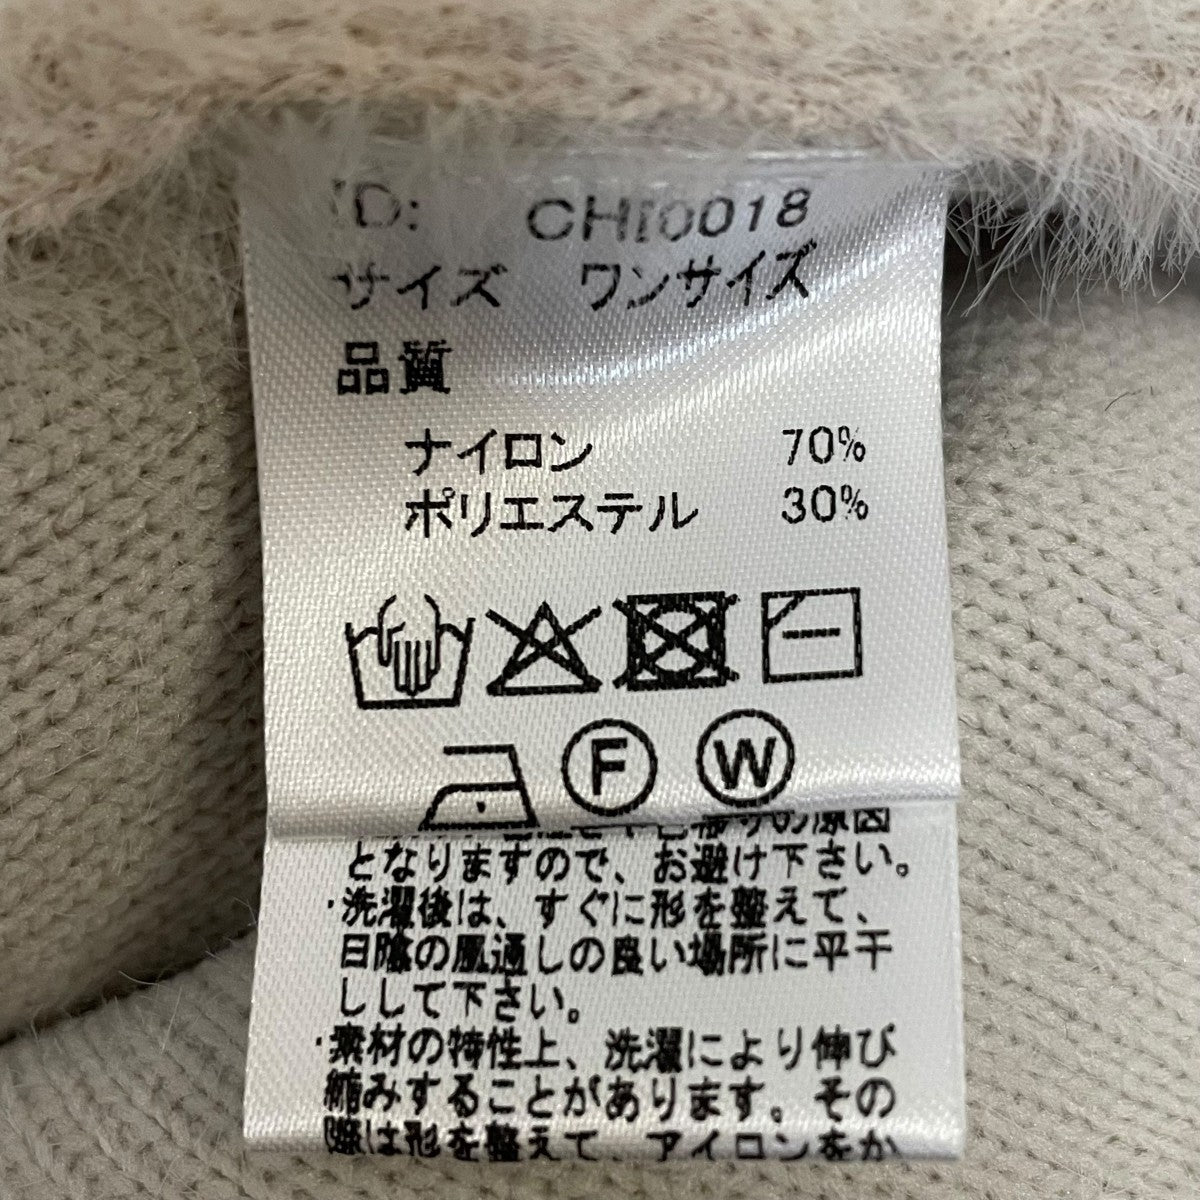 ID: CHI0018
サイズ ワンサイズ
品質
ナイロン 70%
ポリエステル 30%
F W
の原因
となりますので、お避け下さい。
・洗濯後は、すぐに形を整えて、
日陰の風通しの良い場所に平干
しして下さい。
・素材の特性上、洗濯により伸び
縮みすることがあります。その
際は形を整えて、アイロンをか